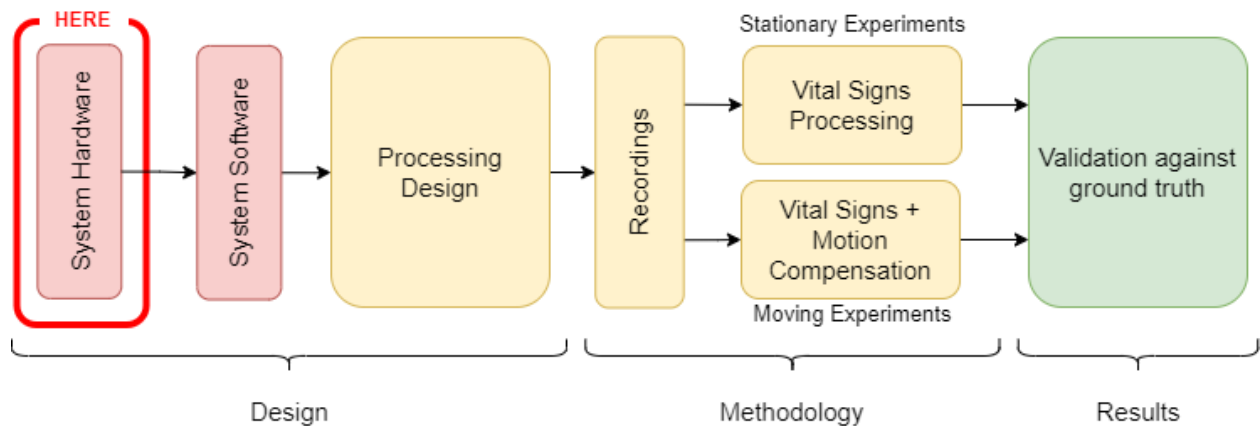 HERE
System Hardware
System Software
Processing
Design
Recordings
Stationary Experiments
Vital Signs
Processing
Vital Signs +
Motion
Compensation
Moving Experiments
Validation against
ground truth
Design
Methodology
Results